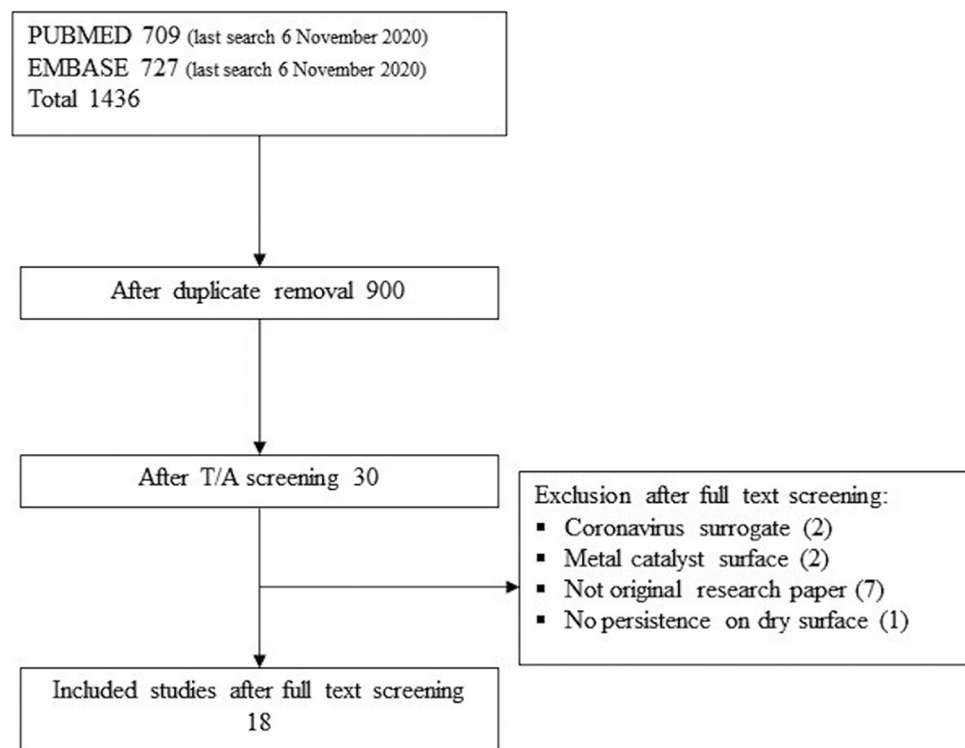 PUBMED 709 (last search 6 November 2020)
EMBASE 727 (last search 6 November 2020)
Total 1436
After duplicate removal 900
After T/A screening 30
Exclusion after full text screening:
▪ Coronavirus surrogate (2)
▪ Metal catalyst surface (2)
▪ Not original research paper (7)
▪ No persistence on dry surface (1)
Included studies after full text screening
18